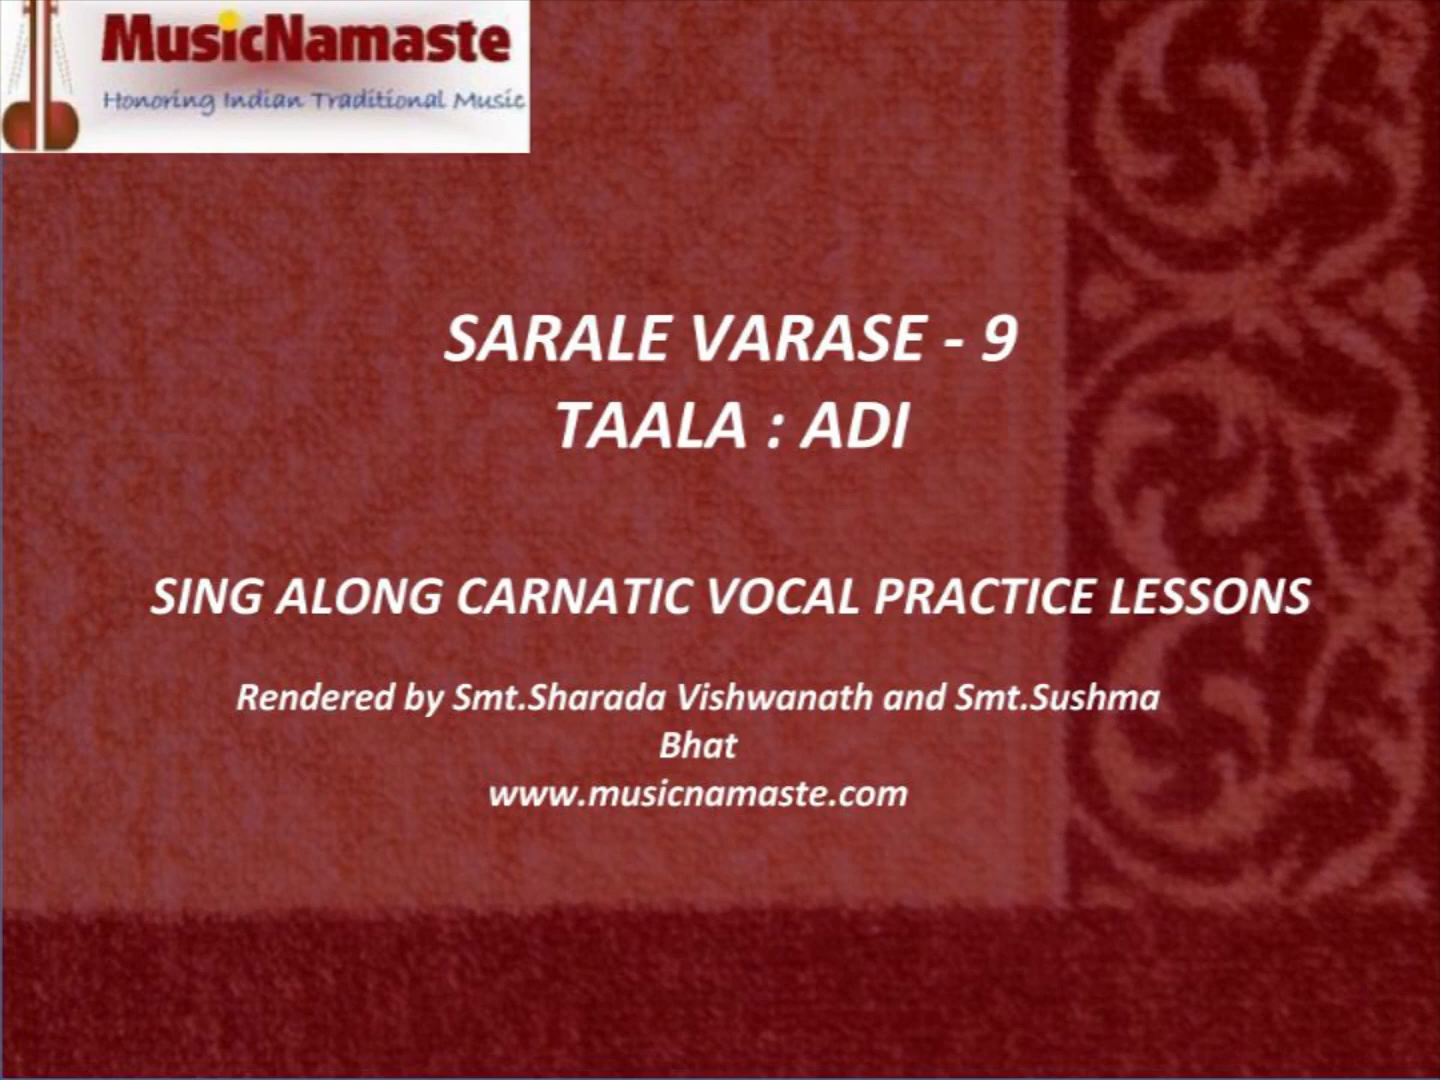 MusicNamaste
Honoring Indian Traditional Music
SARALE VARASE - 9
TAALA : ADI
SING ALONG CARNATIC VOCAL PRACTICE LESSONS
Rendered by Smt.Sharada Vishwanath and Smt.Sushma
Bhat
www.musicnamaste.com